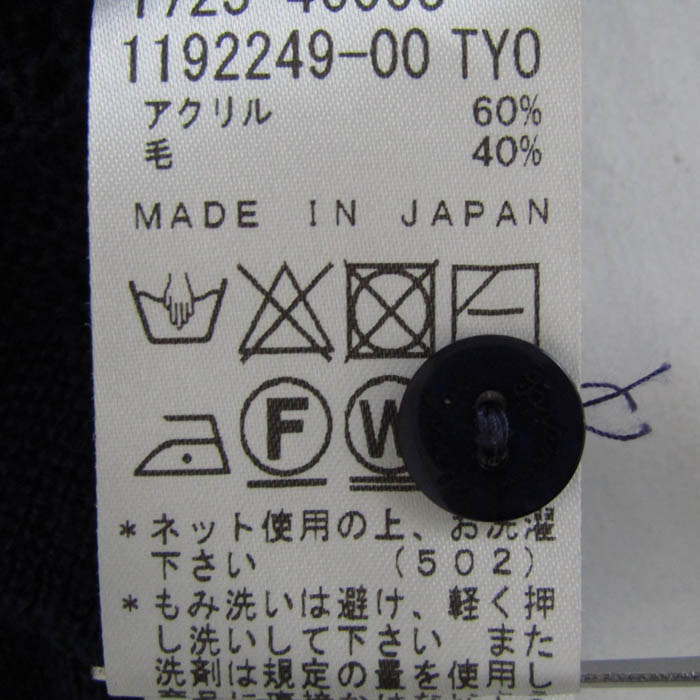 1192249-00 TYO
アクリル 60%
毛 40%
MADE IN JAPAN
F W
*ネット使用の上、お洗濯
下さい (502)
*もみ洗いは避け、軽く押
し洗いして下さい また
洗剤は規定の量を使用し